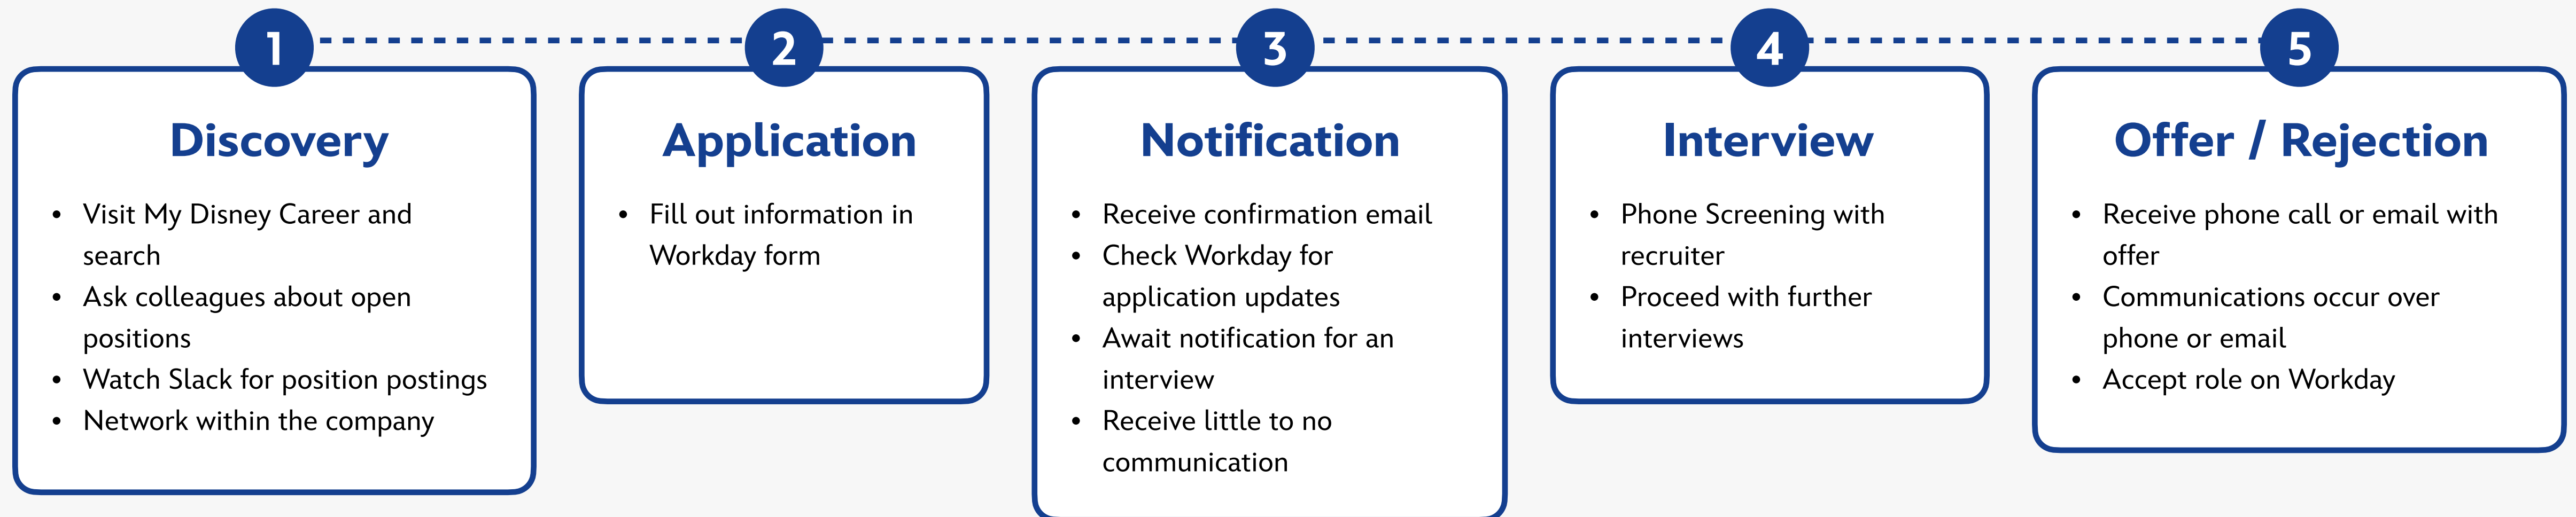 1
Discovery
• Visit My Disney Career and
search
• Ask colleagues about open
positions
• Watch Slack for position postings
• Network within the company
2
Application
• Fill out information in
Workday form
3
Notification
• Receive confirmation email
• Check Workday for
application updates
• Await notification for an
interview
• Receive little to no
communication
4
Interview
• Phone Screening with
recruiter
• Proceed with further
interviews
5
Offer / Rejection
• Receive phone call or email with
offer
• Communications occur over
phone or email
• Accept role on Workday